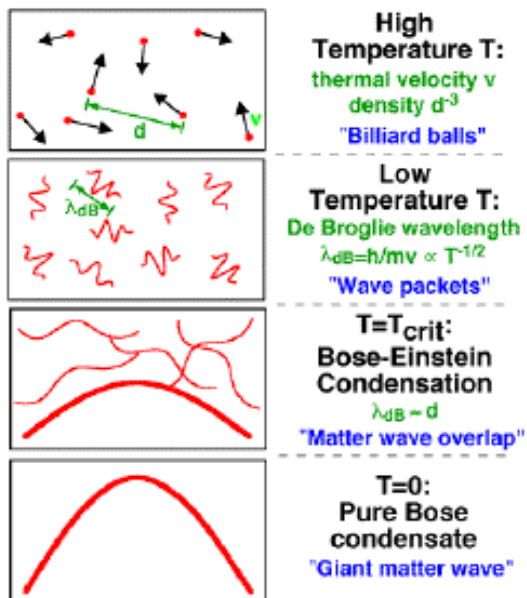 High
Temperature T:
thermal velocity v
density d⁻³
"Billiard balls"
d
v
Low
Temperature T:
De Broglie wavelength
λdB=h/mv ∝ T⁻¹/²
"Wave packets"
λdB
T=Tcrit:
Bose-Einstein
Condensation
λdB ~ d
"Matter wave overlap"
T=0:
Pure Bose
condensate
"Giant matter wave"